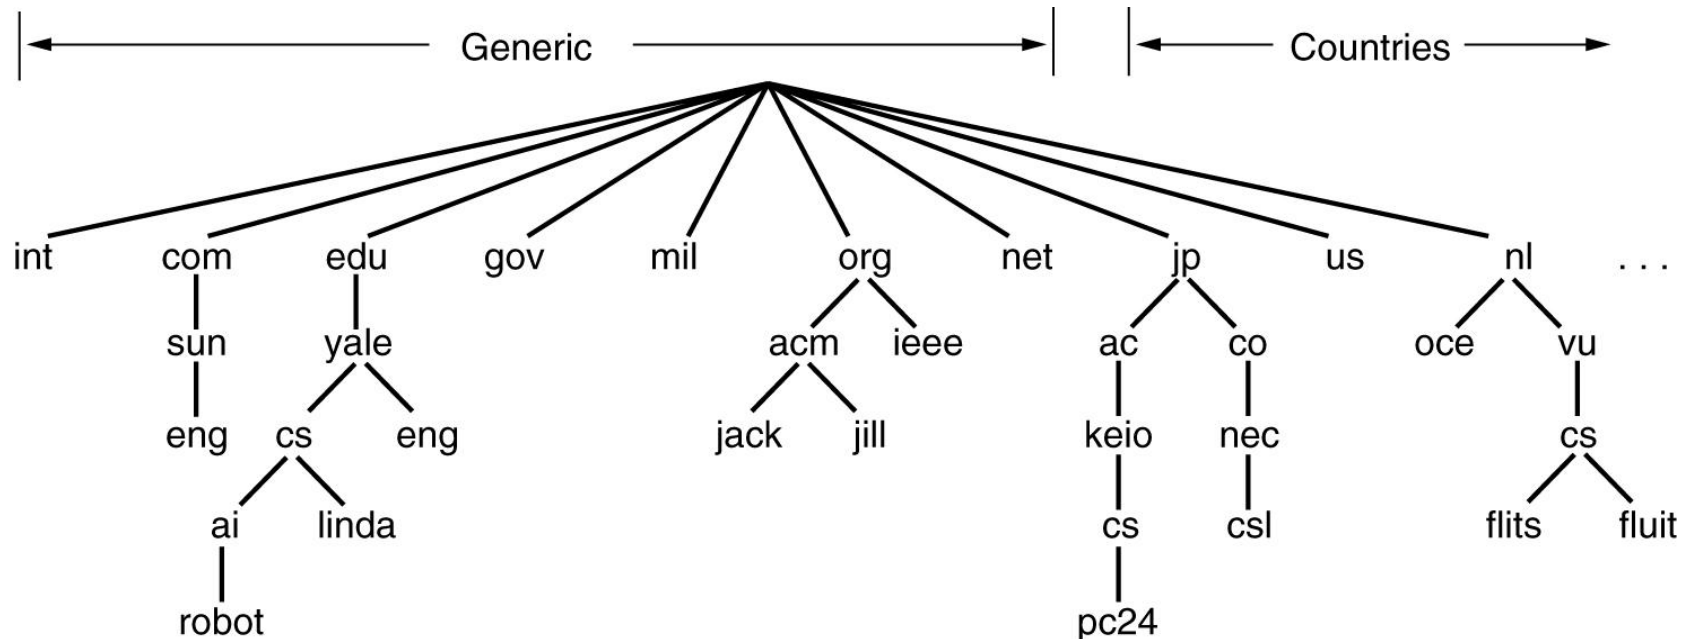 Generic Countries
int com edu gov mil org net jp us nl . . .
sun yale acm ieee ac co oce vu
eng cs eng jack jill keio nec cs
ai linda cs csl flits fluit
robot pc24